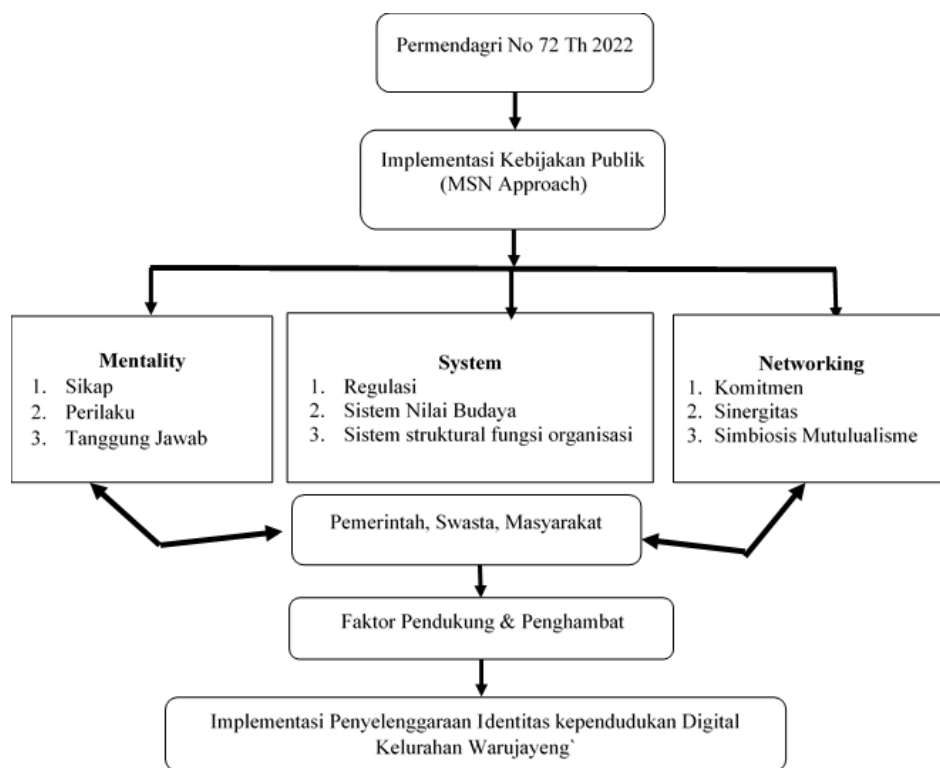 Permendagri No 72 Th 2022
Implementasi Kebijakan Publik
(MSN Approach)
Mentality
1. Sikap
2. Perilaku
3. Tanggung Jawab
System
1. Regulasi
2. Sistem Nilai Budaya
3. Sistem struktural fungsi organisasi
Networking
1. Komitmen
2. Sinergitas
3. Simbiosis Mutulualisme
Pemerintah, Swasta, Masyarakat
Faktor Pendukung & Penghambat
Implementasi Penyelenggaraan Identitas kependudukan Digital
Kelurahan Warujayeng`